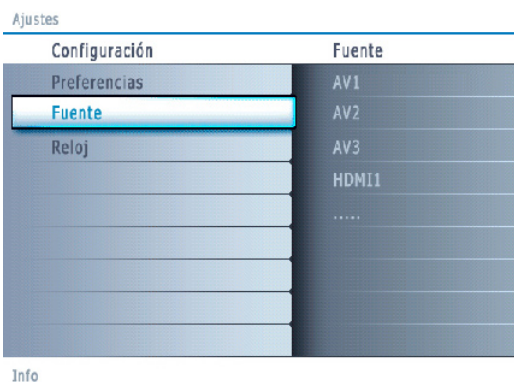 Ajustes
Configuración
Fuente
Preferencias
AV1
Fuente
AV2
Reloj
AV3
HDMI1
.....
Info